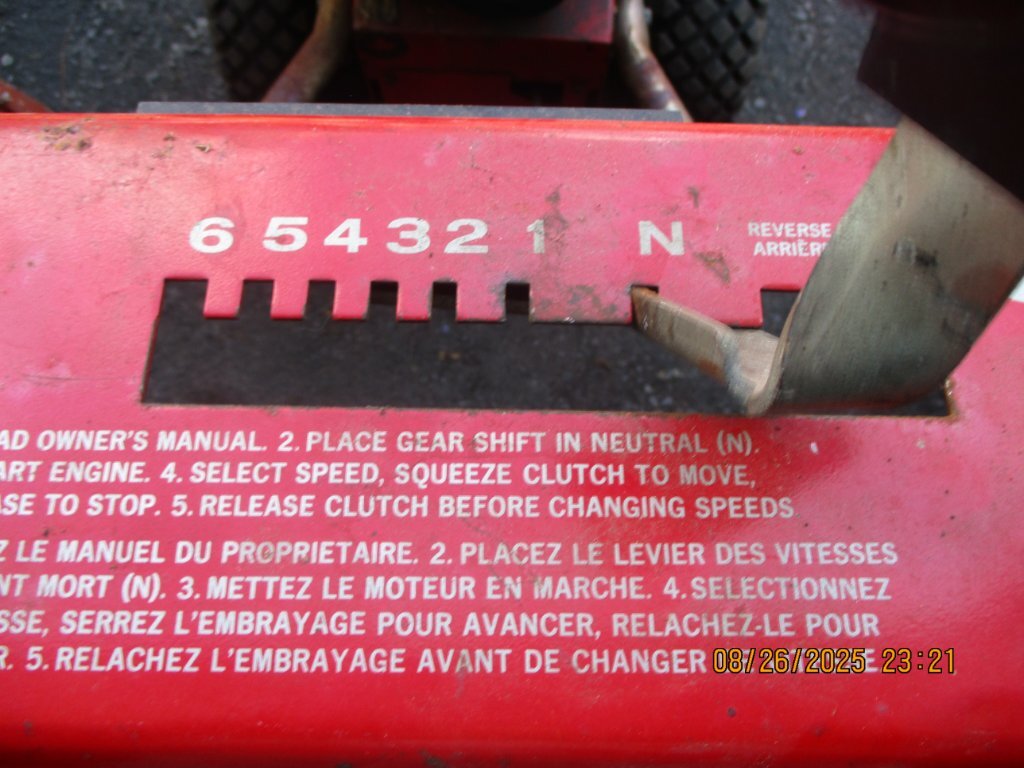 6 5 4 3 2 1 N
REVERSE
ARRIÈRE
AD OWNER'S MANUAL. 2. PLACE GEAR SHIFT IN NEUTRAL (N).
ART ENGINE. 4. SELECT SPEED, SQUEEZE CLUTCH TO MOVE,
ASE TO STOP. 5. RELEASE CLUTCH BEFORE CHANGING SPEEDS
Z LE MANUEL DU PROPRIETAIRE. 2. PLACEZ LE LEVIER DES VITESSES
NT MORT (N). 3. METTEZ LE MOTEUR EN MARCHE. 4. SELECTIONNEZ
SSE, SERREZ L'EMBRAYAGE POUR AVANCER, RELACHEZ-LE POUR
R. 5. RELACHEZ L'EMBRAYAGE AVANT DE CHANGER
08/26/2025 23:21